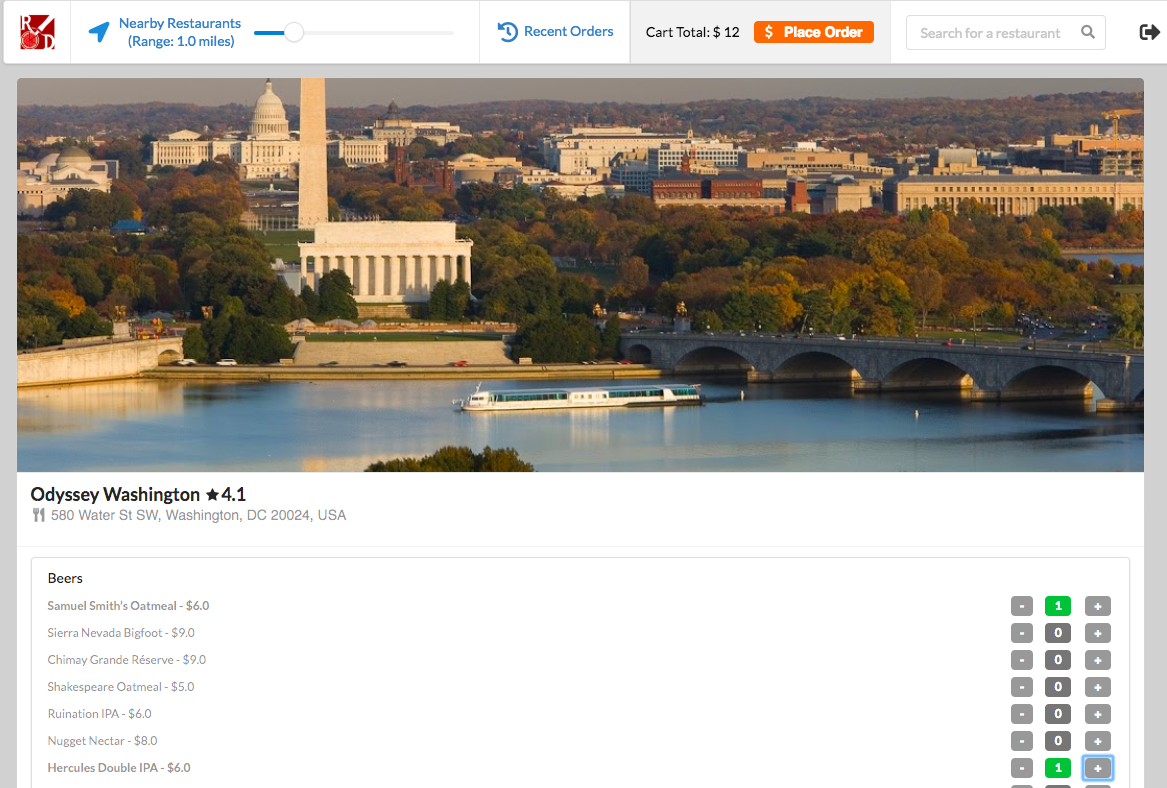 R
O D
Nearby Restaurants
(Range: 1.0 miles)
Recent Orders
Cart Total: $ 12
$ Place Order
Search for a restaurant
Odyssey Washington ★4.1
580 Water St SW, Washington, DC 20024, USA
Beers
Samuel Smith's Oatmeal - $6.0 - 1 +
Sierra Nevada Bigfoot - $9.0 - 0 +
Chimay Grande Réserve - $9.0 - 0 +
Shakespeare Oatmeal - $5.0 - 0 +
Ruination IPA - $6.0 - 0 +
Nugget Nectar - $8.0 - 0 +
Hercules Double IPA - $6.0 - 1 +